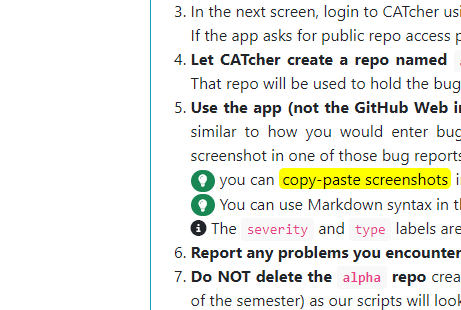 3. In the next screen, login to CATcher usi
If the app asks for public repo access p
4. Let CATcher create a repo named
That repo will be used to hold the bug
5. Use the app (not the GitHub Web in
similar to how you would enter bug
screenshot in one of those bug reports
you can copy-paste screenshots i
You can use Markdown syntax in th
The severity and type labels are
6. Report any problems you encounter
7. Do NOT delete the alpha repo crea
of the semester) as our scripts will look